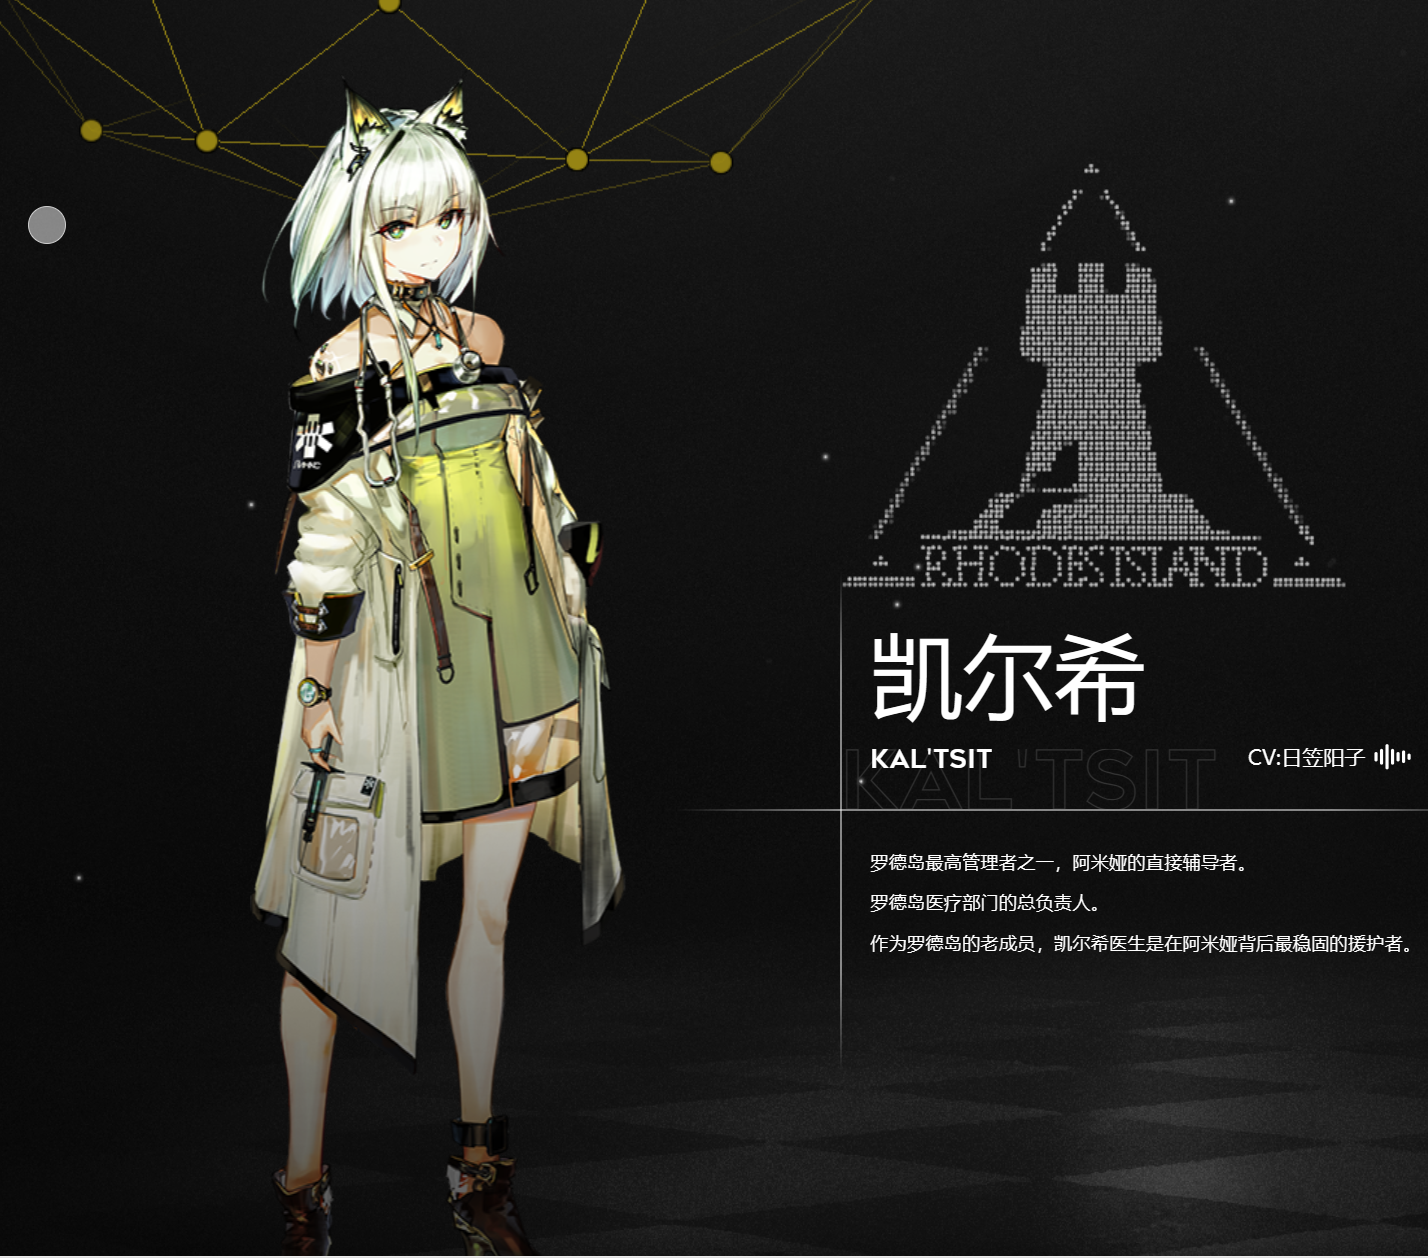 RHODES ISLAND
凯尔希
KAL'TSIT
KAL'TSIT
CV:日笠阳子
罗德岛最高管理者之一，阿米娅的直接辅导者。
罗德岛医疗部门的总负责人。
作为罗德岛的老成员，凯尔希医生是在阿米娅背后最稳固的援护者。